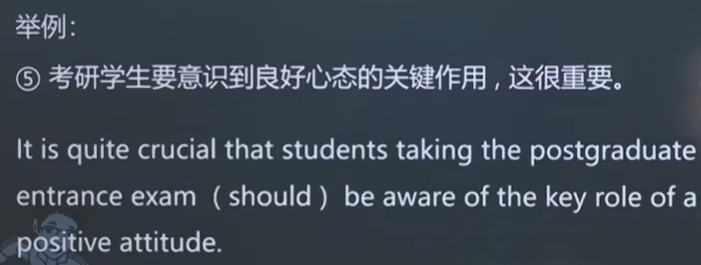 举例：
⑤ 考研学生要意识到良好心态的关键作用，这很重要。
It is quite crucial that students taking the postgraduate
entrance exam （should） be aware of the key role of a
positive attitude.